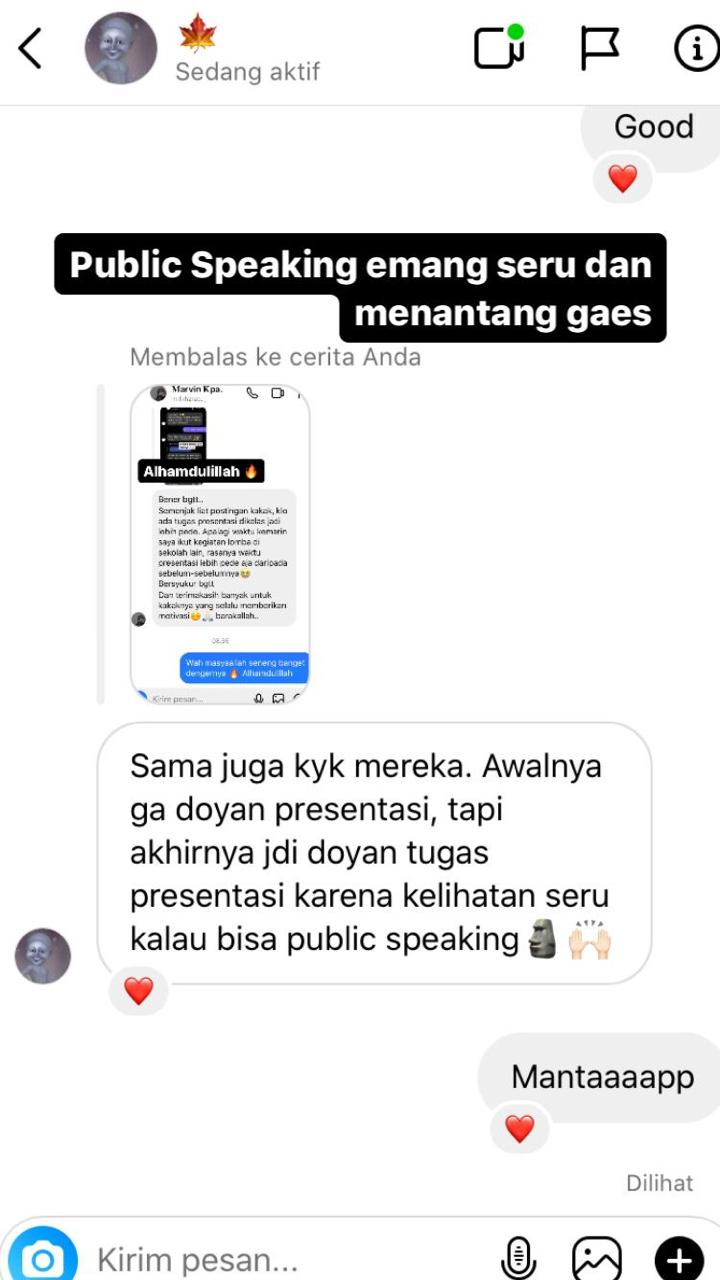 Sedang aktif
Good
Public Speaking emang seru dan
menantang gaes
Membalas ke cerita Anda
Marvin Kpa.
Alhamdulillah 🔥
Bener bgtt..
Semenjak liat postingan kakak, klo
ada tugas presentasi dikelas jadi
lebih pede. Apalagi waktu kemarin
saya ikut kegiatan lomba di
sekolah lain, rasanya waktu
presentasi lebih pede aja daripada
sebelum-sebelumnya😭
Bersyukur bgtt
Dan terimakasih banyak untuk
kakaknya yang selalu memberikan
motivasi☺️🙏🏻 barakallah..
Wah masyaallah seneng banget
dengernya 🔥 Alhamdulillah
Kirim pesan...
Sama juga kyk mereka. Awalnya
ga doyan presentasi, tapi
akhirnya jdi doyan tugas
presentasi karena kelihatan seru
kalau bisa public speaking🗿 🙌🏻
Mantaaaapp
Dilihat
Kirim pesan...